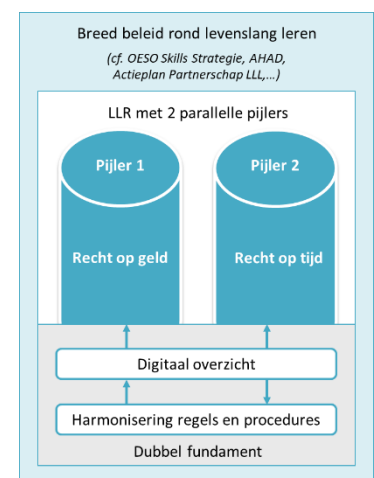 Breed beleid rond levenslang leren
(cf. OESO Skills Strategie, AHAD,
Actieplan Partnerschap LLL,...)
LLR met 2 parallelle pijlers
Pijler 1
Pijler 2
Recht op geld
Recht op tijd
Digitaal overzicht
Harmonisering regels en procedures
Dubbel fundament